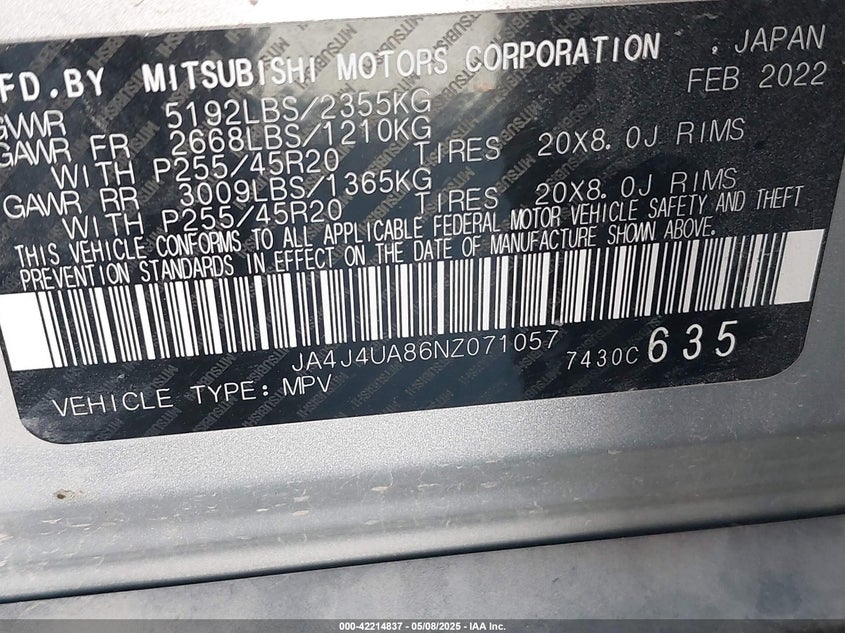 FD. BY MITSUBISHI MOTORS CORPORATION . JAPAN
FEB 2022
GVWR 5192LBS/2355KG
GAWR FR 2668LBS/1210KG
WITH P255/45R20 TIRES 20X8.0J RIMS
GAWR RR 3009LBS/1365KG
WITH P255/45R20 TIRES 20X8.0J RIMS
THIS VEHICLE CONFORMS TO ALL APPLICABLE FEDERAL MOTOR VEHICLE SAFETY AND THEFT
PREVENTION STANDARDS IN EFFECT ON THE DATE OF MANUFACTURE SHOWN ABOVE.
JA4J4UA86NZ071057 7430C 635
VEHICLE TYPE: MPV
000-42214837 - 05/08/2025 - IAA Inc.